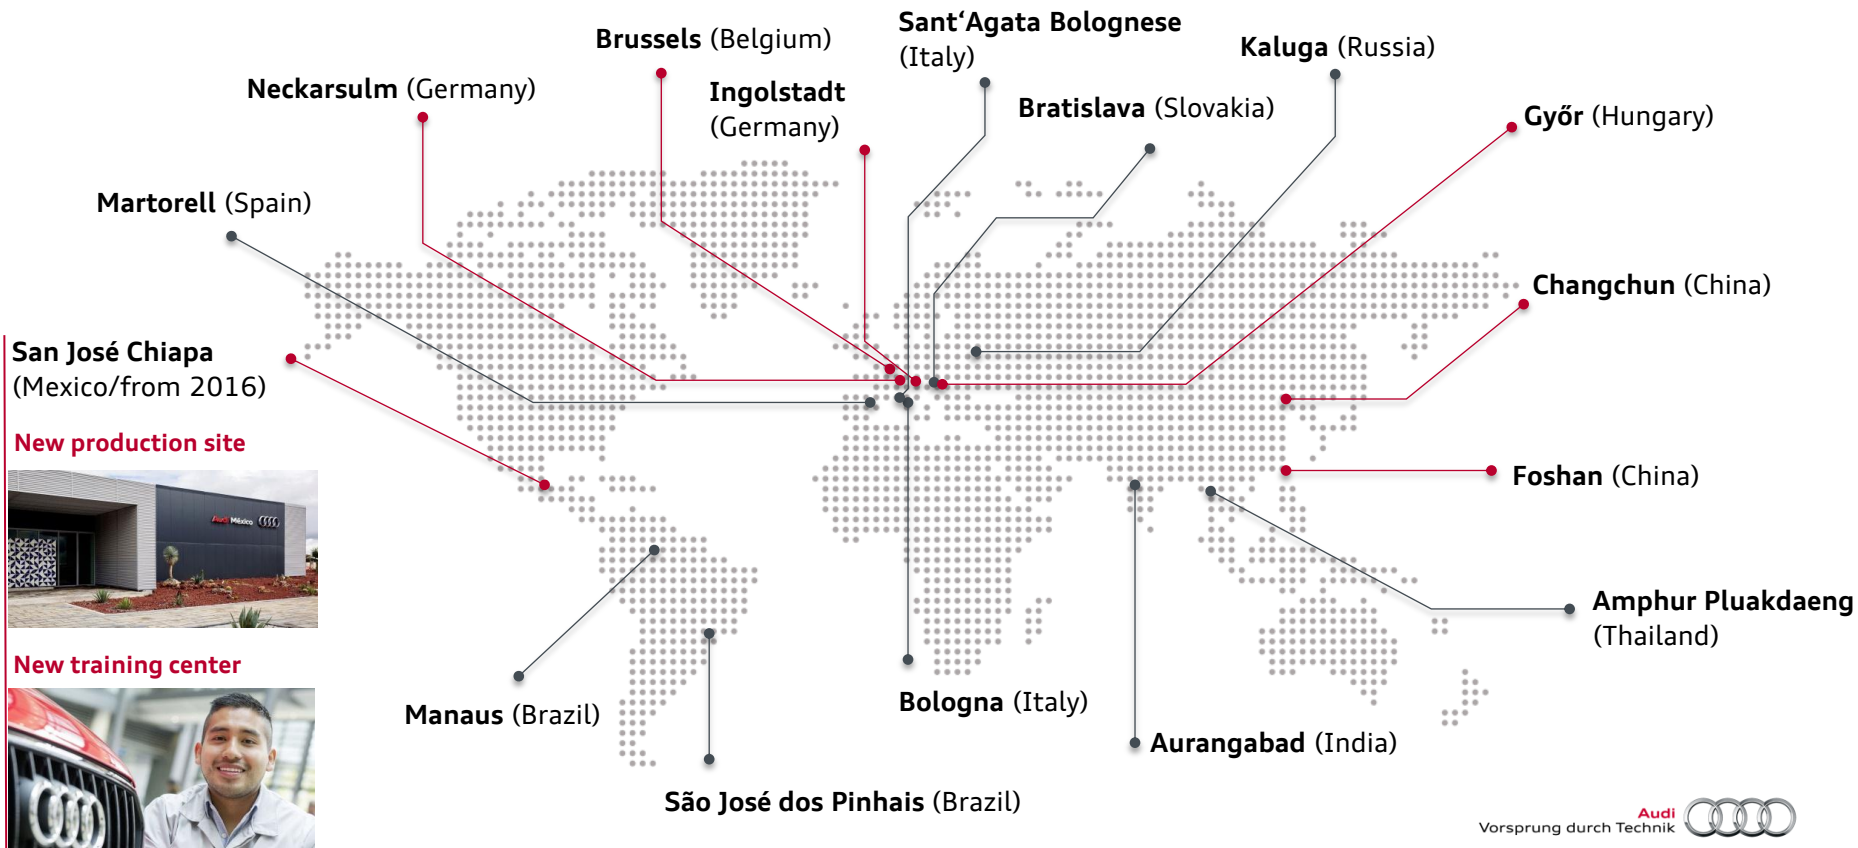 Sant‘Agata Bolognese
(Italy)
Brussels (Belgium)
Kaluga (Russia)
Neckarsulm (Germany)
Ingolstadt
(Germany)
Bratislava (Slovakia)
Győr (Hungary)
Martorell (Spain)
Changchun (China)
San José Chiapa
(Mexico/from 2016)
New production site
Audi México
Foshan (China)
Amphur Pluakdaeng
(Thailand)
New training center
Manaus (Brazil)
Bologna (Italy)
Aurangabad (India)
São José dos Pinhais (Brazil)
Audi
Vorsprung durch Technik